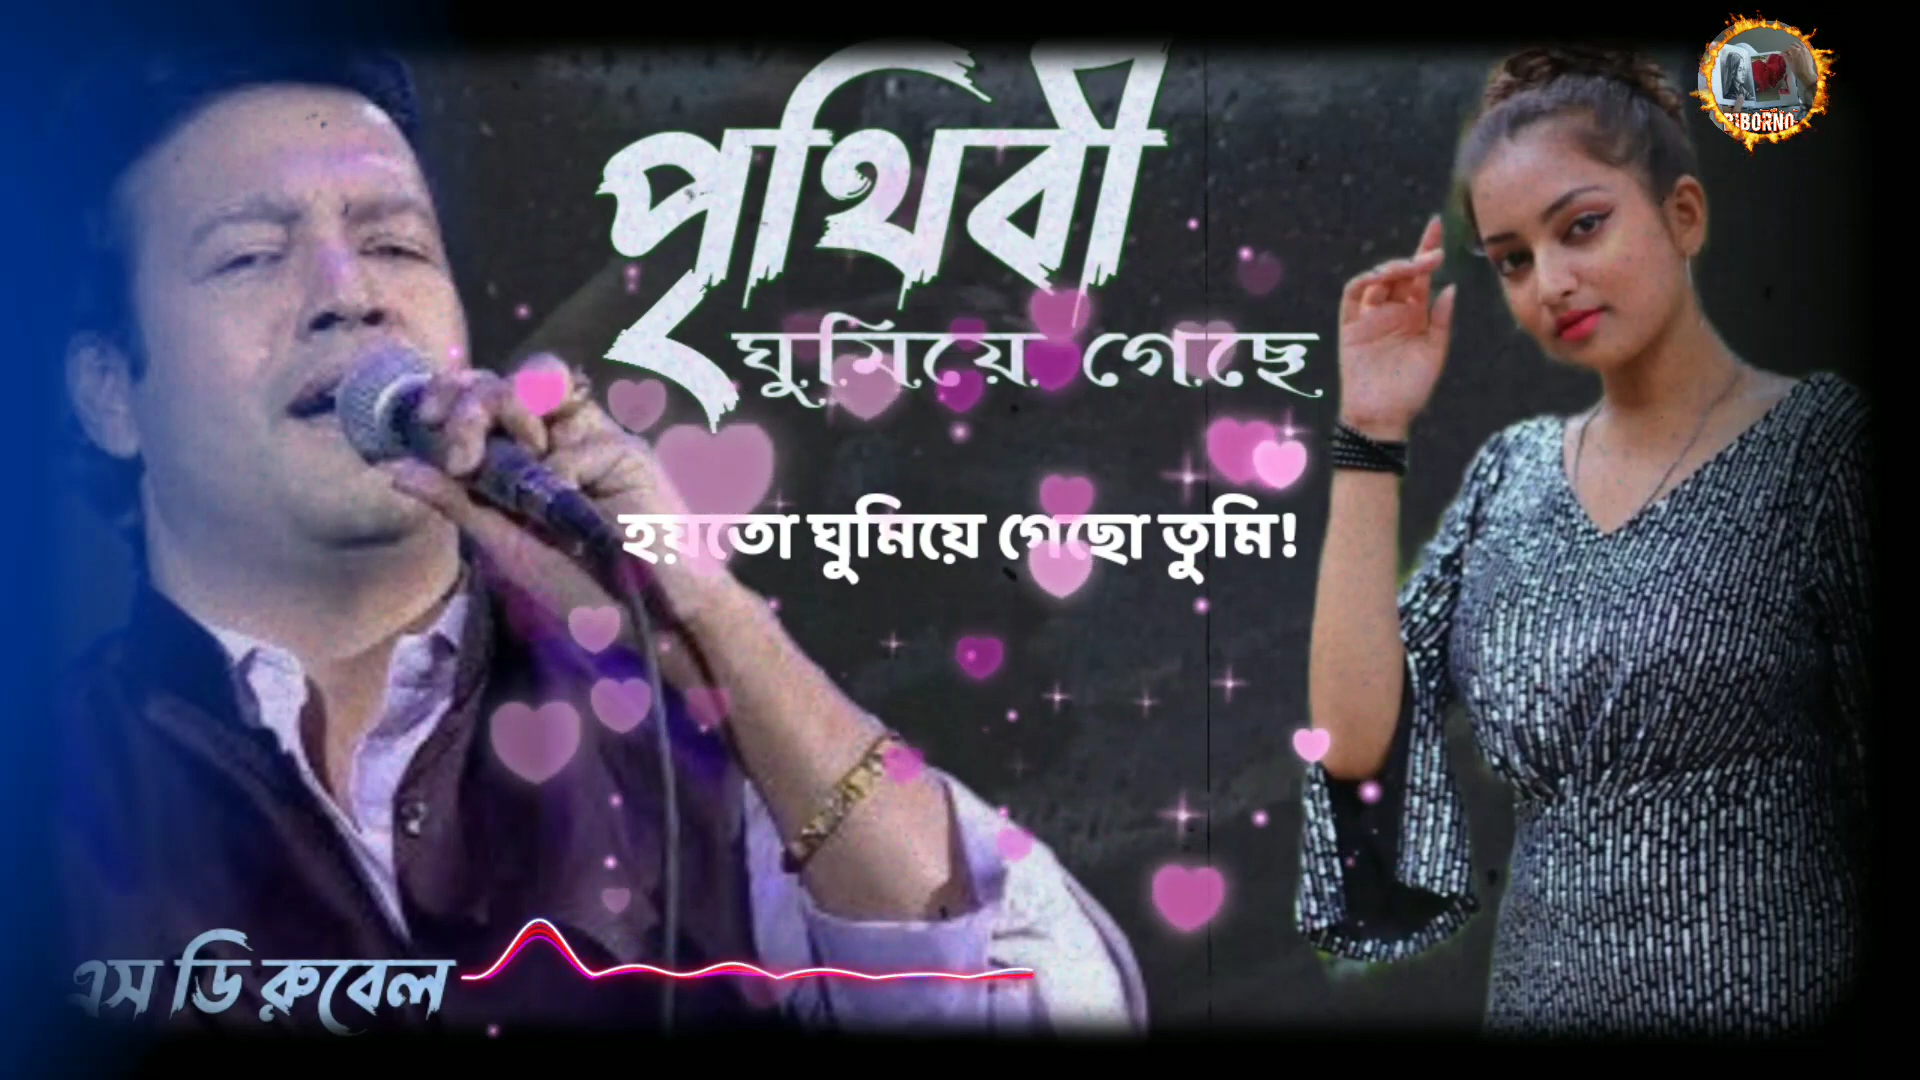 পৃথিবী
ঘুমিয়ে গেছে
হয়তো ঘুমিয়ে গেছো তুমি!
এস ডি রুবেল